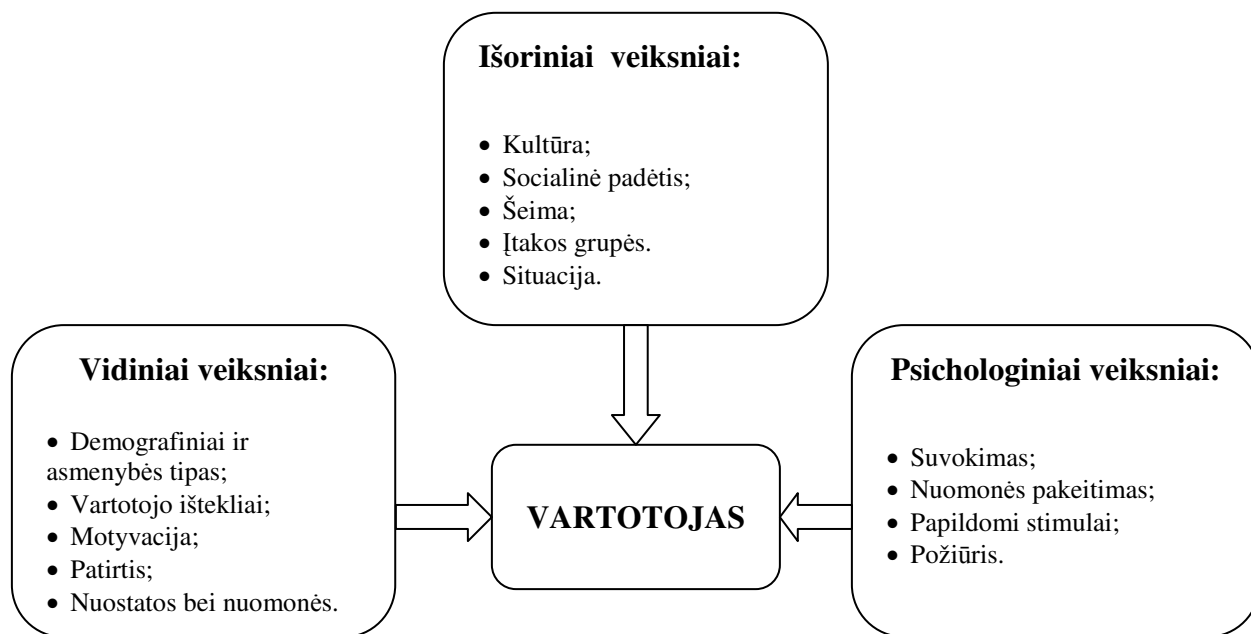 Išoriniai veiksniai:
• Kultūra;
• Socialinė padėtis;
• Šeima;
• Įtakos grupės.
• Situacija.
Vidiniai veiksniai:
• Demografiniai ir
asmenybės tipas;
• Vartotojo ištekliai;
• Motyvacija;
• Patirtis;
• Nuostatos bei nuomonės.
VARTOTOJAS
Psichologiniai veiksniai:
• Suvokimas;
• Nuomonės pakeitimas;
• Papildomi stimulai;
• Požiūris.